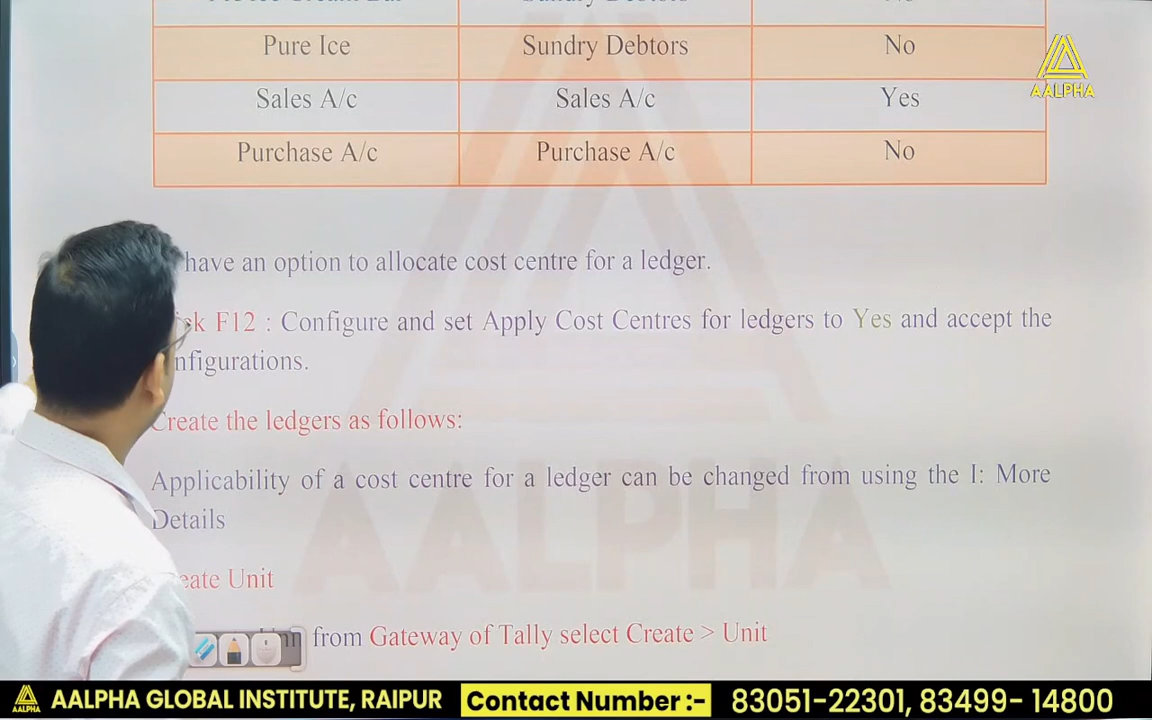 Pure Ice Sundry Debtors No
AALPHA
Sales A/c Sales A/c Yes
Purchase A/c Purchase A/c No
have an option to allocate cost centre for a ledger.
F12 : Configure and set Apply Cost Centres for ledgers to Yes and accept the
nfigurations.
Create the ledgers as follows:
Applicability of a cost centre for a ledger can be changed from using the I: More
Details
eate Unit
from Gateway of Tally select Create > Unit
AALPHA
AALPHA GLOBAL INSTITUTE, RAIPUR Contact Number :- 83051-22301, 83499- 14800